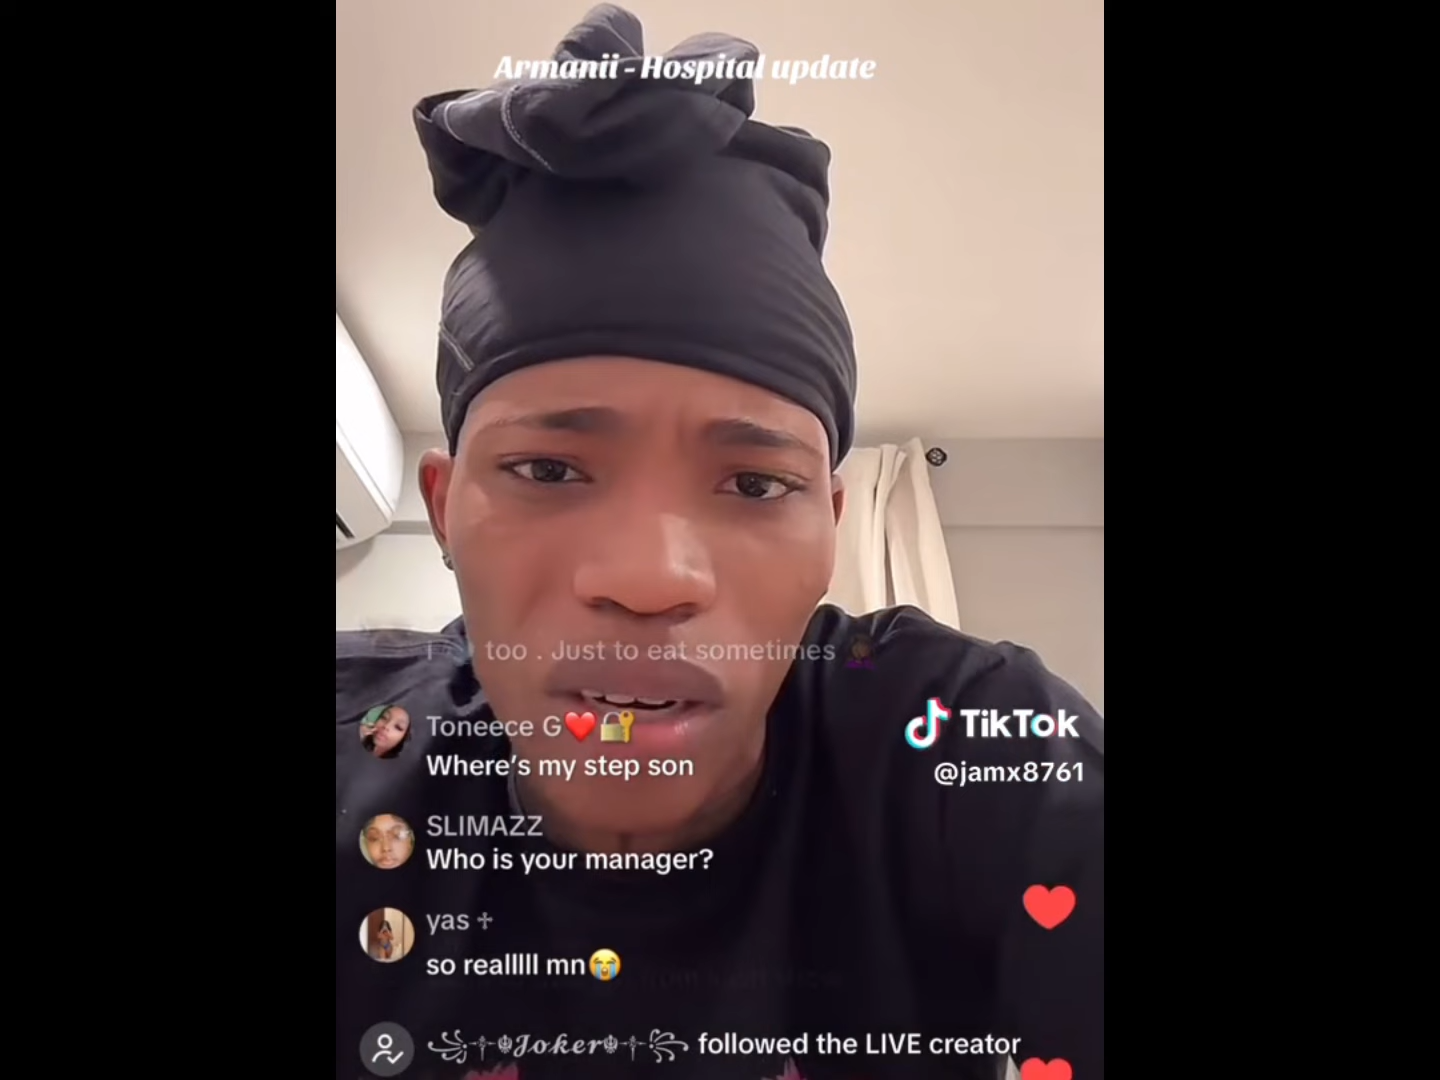 Armanii - Hospital update
too . Just to eat sometimes
Toneece G❤️🔐
Where's my step son
SLIMAZZ
Who is your manager?
yas ♱
so reallllll mn😭
Joker followed the LIVE creator
TikTok
@jamx8761